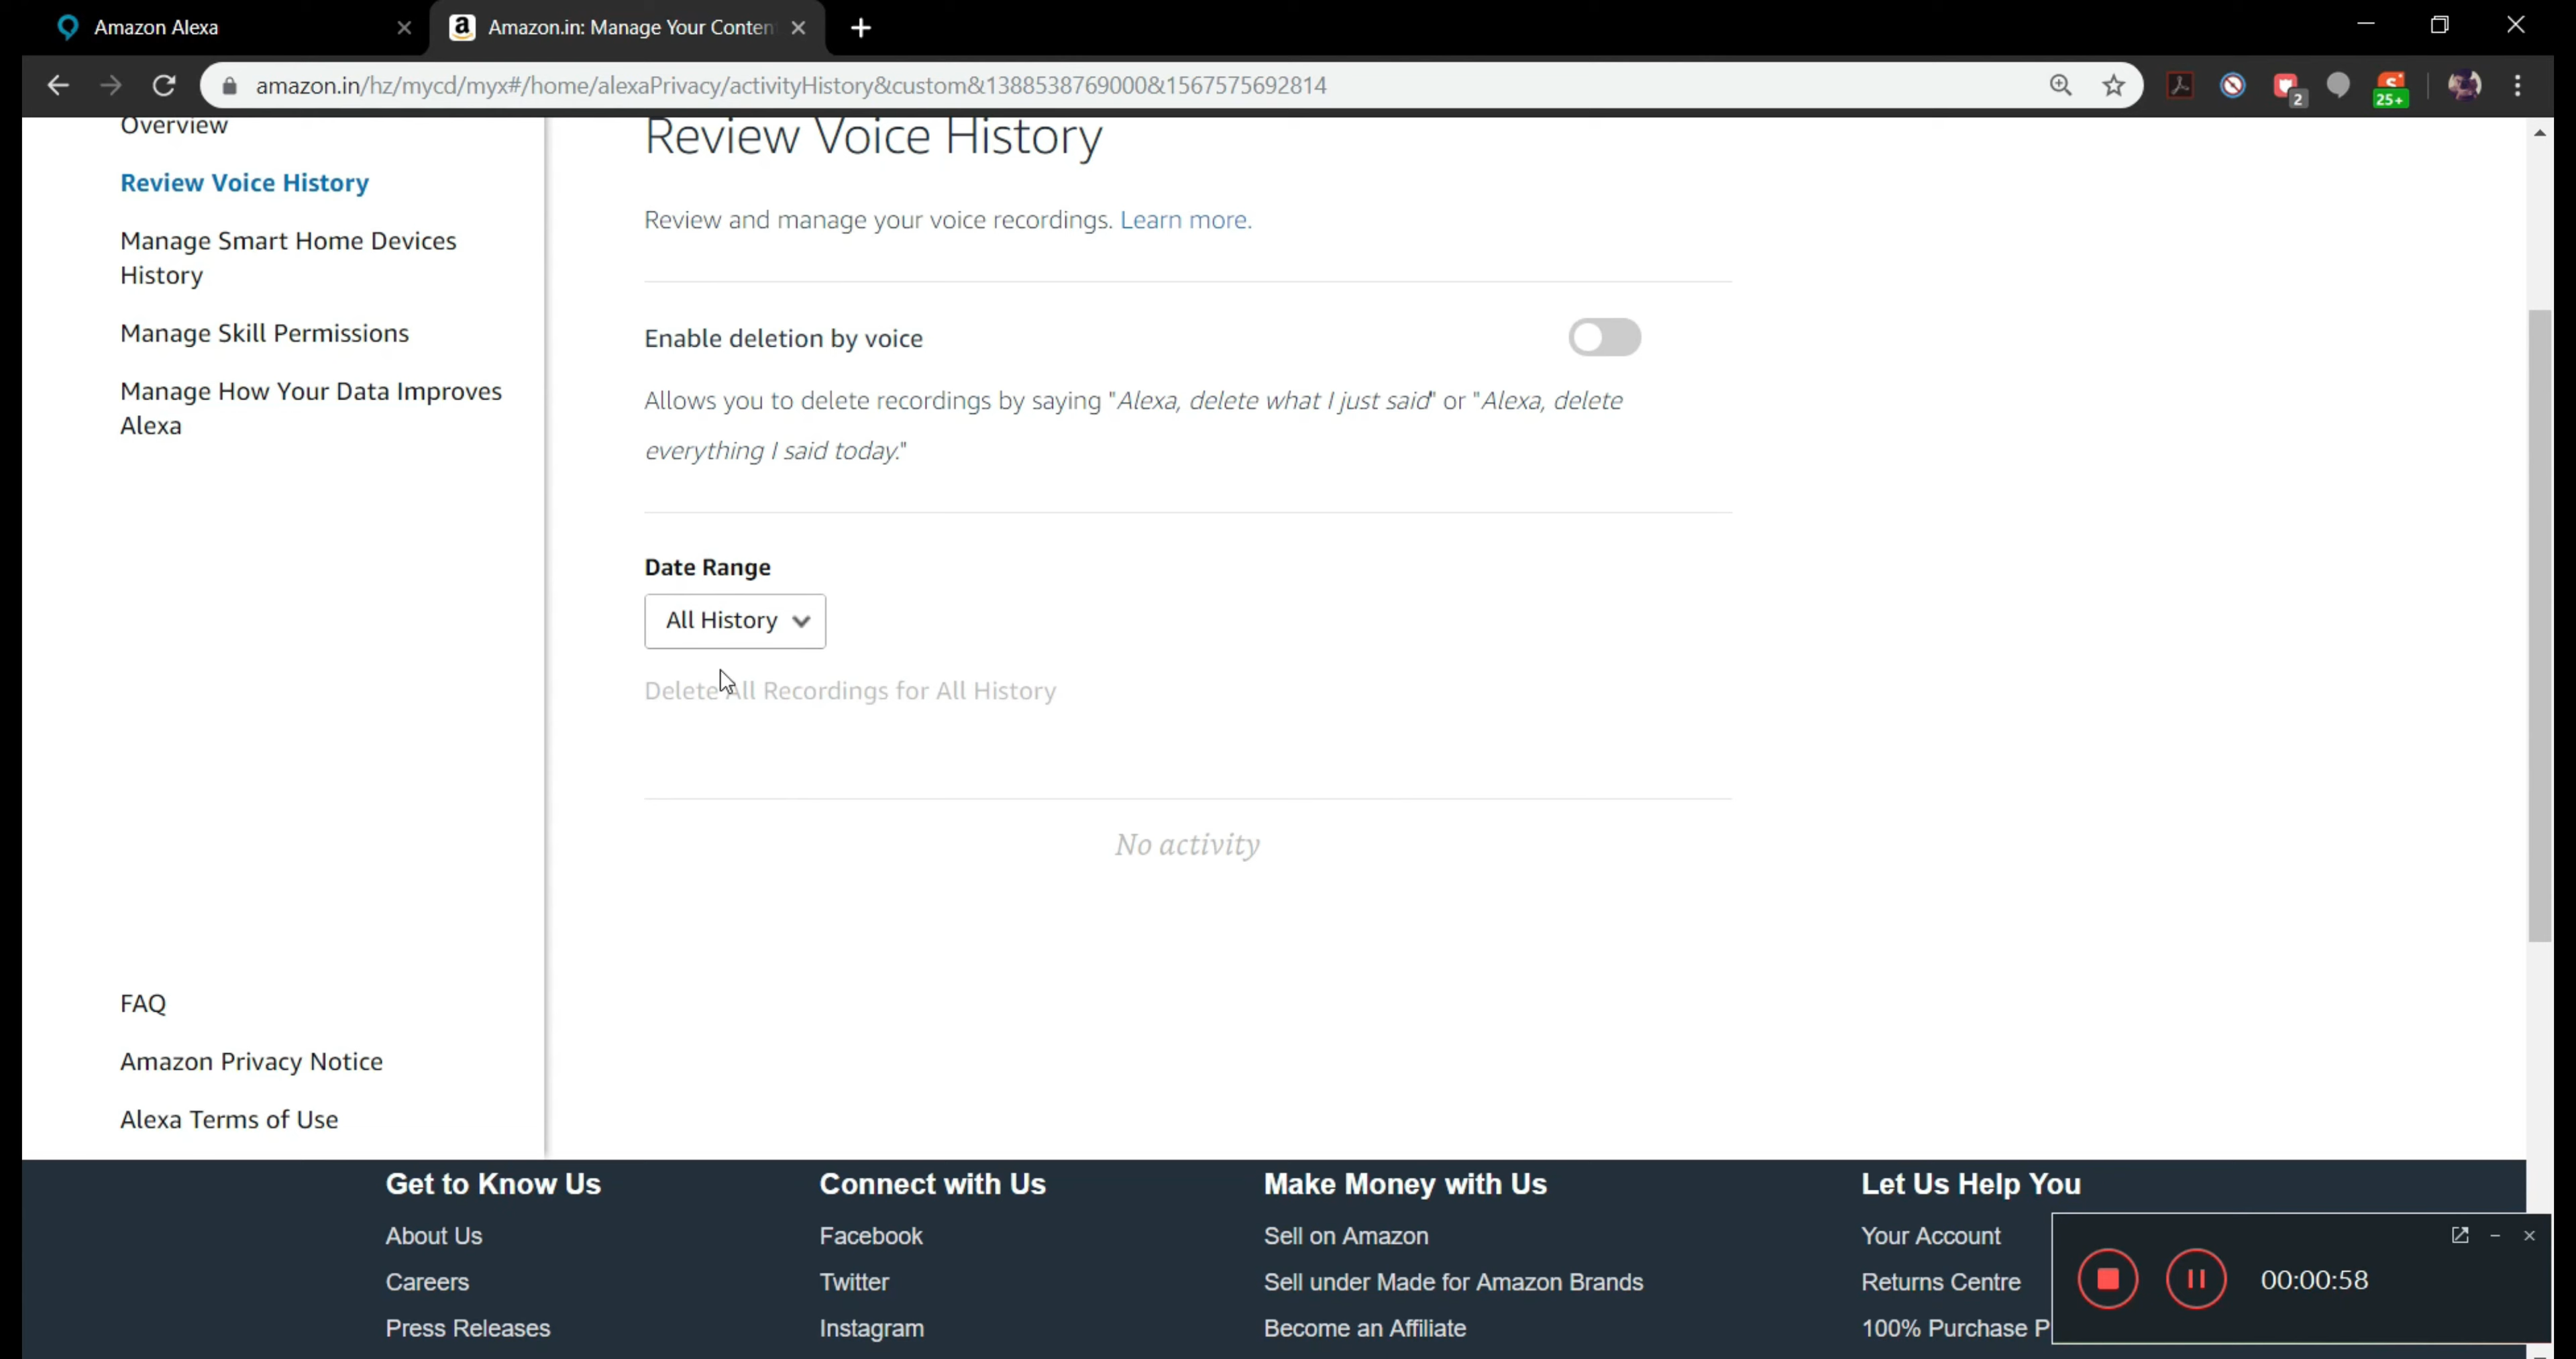 Amazon Alexa
Amazon.in: Manage Your Conten
amazon.in/hz/mycd/myx#/home/alexaPrivacy/activityHistory&custom&1388538769000&1567575692814
2
25+
Overview
Review Voice History
Manage Smart Home Devices
History
Manage Skill Permissions
Manage How Your Data Improves
Alexa
FAQ
Amazon Privacy Notice
Alexa Terms of Use
Review Voice History
Review and manage your voice recordings. Learn more.
Enable deletion by voice
Allows you to delete recordings by saying "Alexa, delete what I just said" or "Alexa, delete
everything I said today."
Date Range
All History
Delete All Recordings for All History
No activity
Get to Know Us
About Us
Careers
Press Releases
Connect with Us
Facebook
Twitter
Instagram
Make Money with Us
Sell on Amazon
Sell under Made for Amazon Brands
Become an Affiliate
Let Us Help You
Your Account
Returns Centre
100% Purchase P
00:00:58